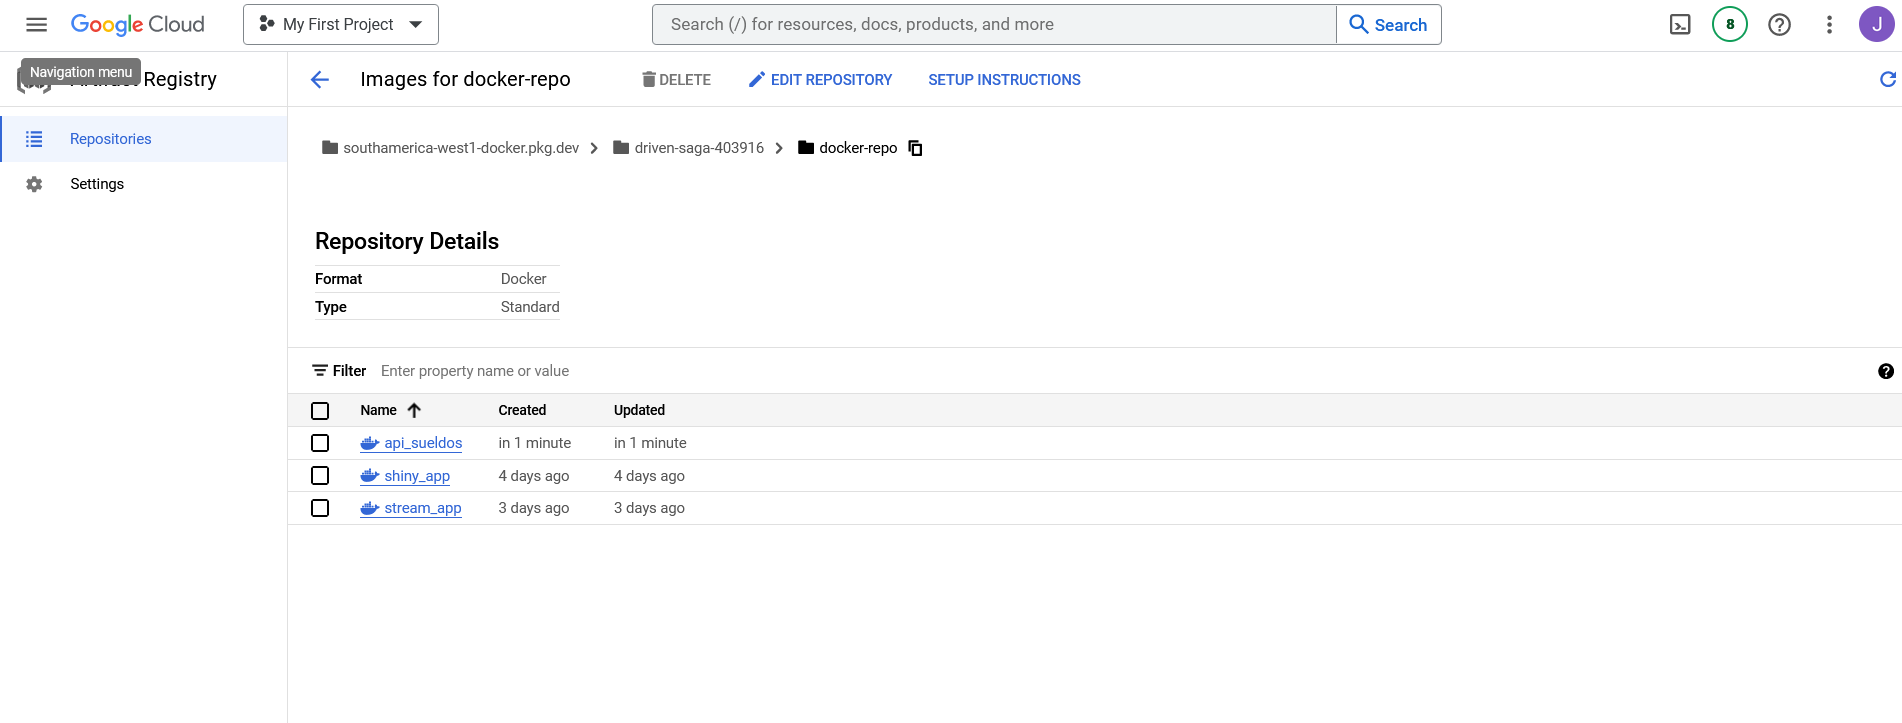 Google Cloud
My First Project
Search (/) for resources, docs, products, and more
Search
8
J
Navigation menu
Registry
Images for docker-repo
DELETE
EDIT REPOSITORY
SETUP INSTRUCTIONS
Repositories
Settings
southamerica-west1-docker.pkg.dev
driven-saga-403916
docker-repo
Repository Details
Format Docker
Type Standard
Filter Enter property name or value
Name Created Updated
api_sueldos in 1 minute in 1 minute
shiny_app 4 days ago 4 days ago
stream_app 3 days ago 3 days ago